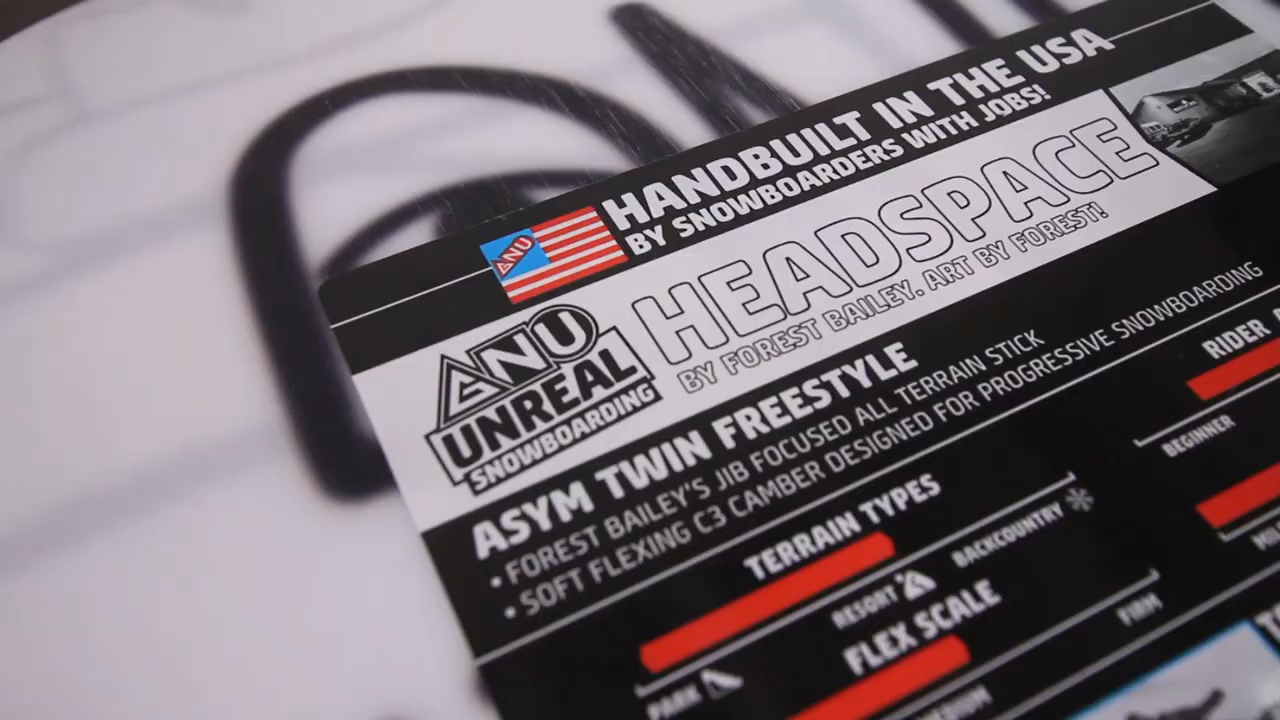 HANDBUILT IN THE USA
BY SNOWBOARDERS WITH JOBS!
GNU
HEADSPACE
BY FOREST BAILEY. ART BY FOREST!
GNU
UNREAL
SNOWBOARDING
ASYM TWIN FREESTYLE
• FOREST BAILEY'S JIB FOCUSED ALL TERRAIN STICK
• SOFT FLEXING C3 CAMBER DESIGNED FOR PROGRESSIVE SNOWBOARDING
TERRAIN TYPES
RIDER
PARK
RESORT
BACKCOUNTRY
BEGINNER
FLEX SCALE
FIRM